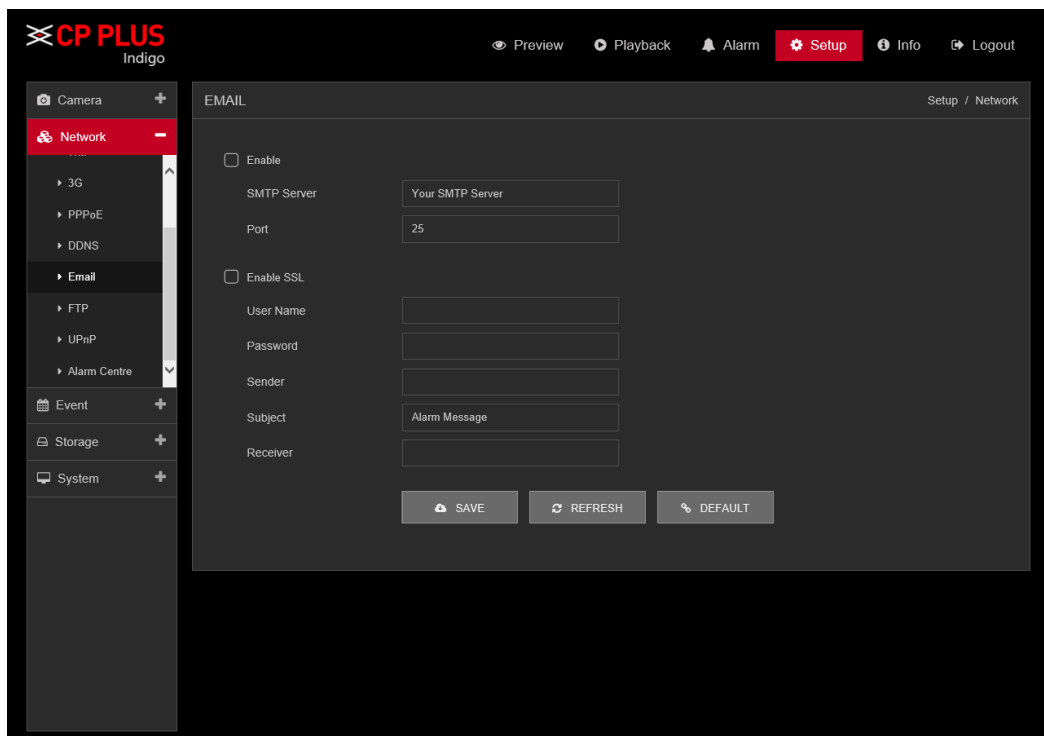 CP PLUS
Indigo
Preview
Playback
Alarm
Setup
Info
Logout
Camera
Network
3G
PPPoE
DDNS
Email
FTP
UPnP
Alarm Centre
Event
Storage
System
EMAIL
Setup / Network
Enable
SMTP Server
Your SMTP Server
Port
25
Enable SSL
User Name
Password
Sender
Subject
Alarm Message
Receiver
SAVE
REFRESH
DEFAULT